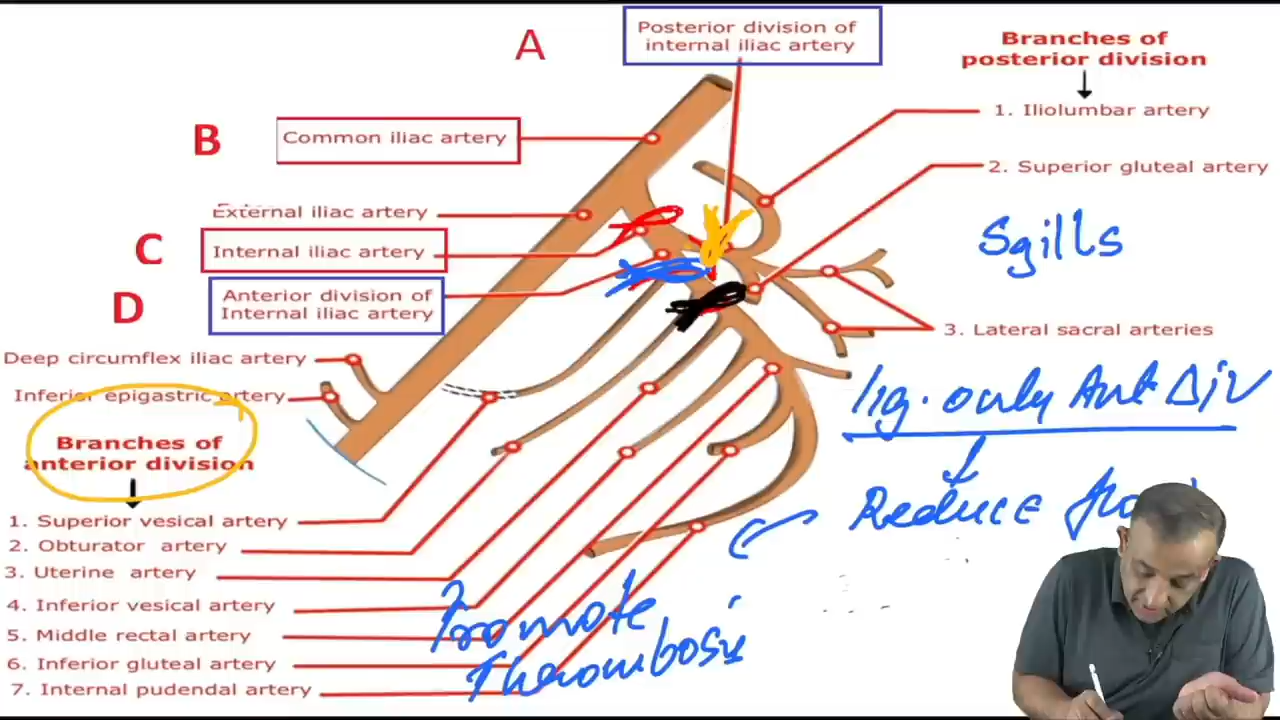 A
Posterior division of
internal iliac artery
Branches of
posterior division
1. Iliolumbar artery
B
Common iliac artery
2. Superior gluteal artery
External iliac artery
Sgills
C
Internal iliac artery
D
Anterior division of
Internal iliac artery
3. Lateral sacral arteries
Deep circumflex iliac artery
Inferior epigastric artery
lig. only Ant Div
Branches of
anterior division
Reduce
1. Superior vesical artery
2. Obturator artery
3. Uterine artery
4. Inferior vesical artery
5. Middle rectal artery
6. Inferior gluteal artery
7. Internal pudendal artery
Promote
Thrombosis